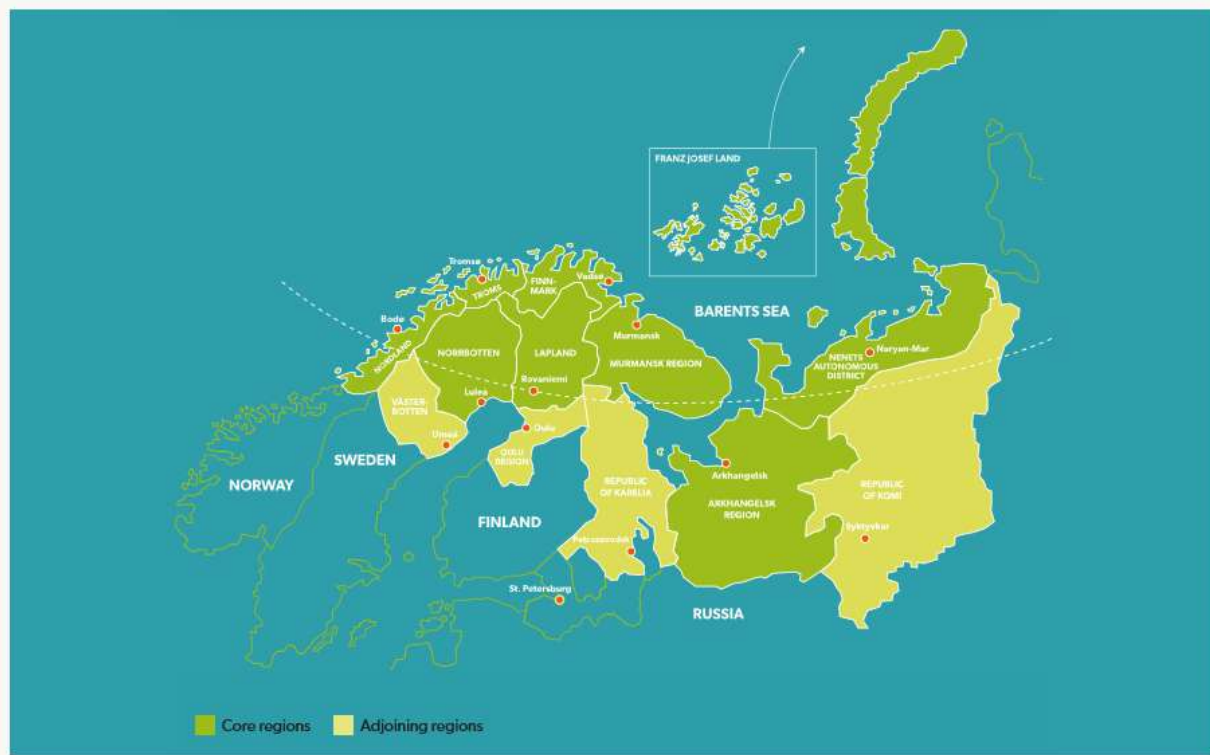 FRANZ JOSEF LAND
Tromsø
TROMS
FINN-
MARK
Vadsø
BARENTS SEA
Bodø
NORDLAND
NORRBOTTEN
LAPLAND
Murmansk
MURMANSK REGION
Naryan-Mar
NENETS
AUTONOMOUS
DISTRICT
Luleå
Rovaniemi
VÄSTER-
BOTTEN
Umeå
Oulu
OULU
REGION
SWEDEN
NORWAY
FINLAND
REPUBLIC
OF KARELIA
Arkhangelsk
ARKHANGELSK
REGION
REPUBLIC
OF KOMI
Syktyvkar
Petrozavodsk
St. Petersburg
RUSSIA
Core regions
Adjoining regions